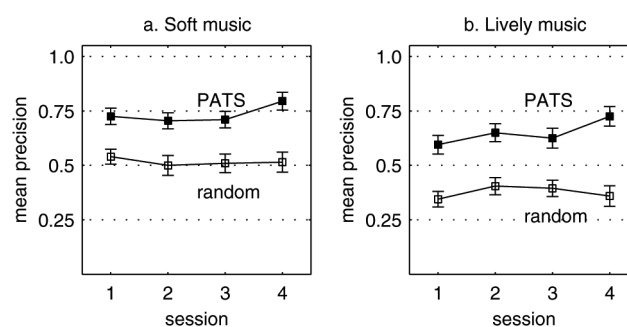 a. Soft music
1.0
0.75
0.5
0.25
mean precision
PATS
random
1 2 3 4
session
b. Lively music
1.0
0.75
0.5
0.25
mean precision
PATS
random
1 2 3 4
session